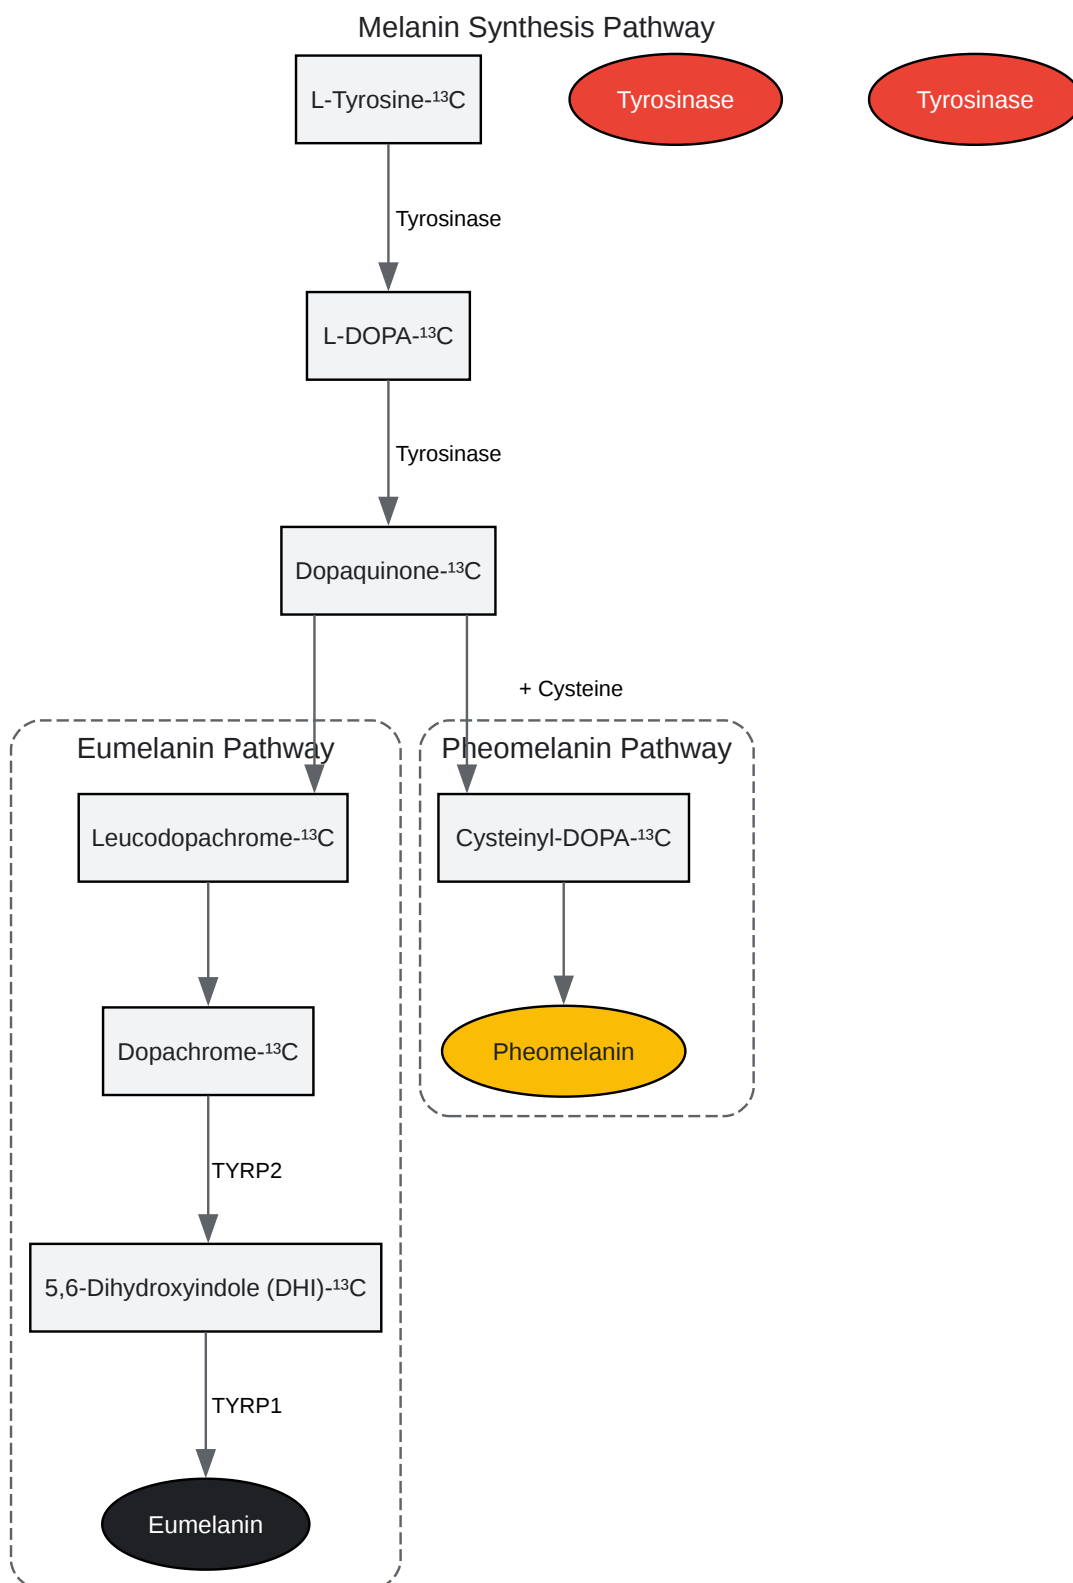 Melanin Synthesis Pathway
L-Tyrosine-¹³C
Tyrosinase
Tyrosinase
Tyrosinase
L-DOPA-¹³C
Tyrosinase
Dopaquinone-¹³C
+ Cysteine
Eumelanin Pathway
Pheomelanin Pathway
Leucodopachrome-¹³C
Cysteinyl-DOPA-¹³C
Dopachrome-¹³C
Pheomelanin
TYRP2
5,6-Dihydroxyindole (DHI)-¹³C
TYRP1
Eumelanin